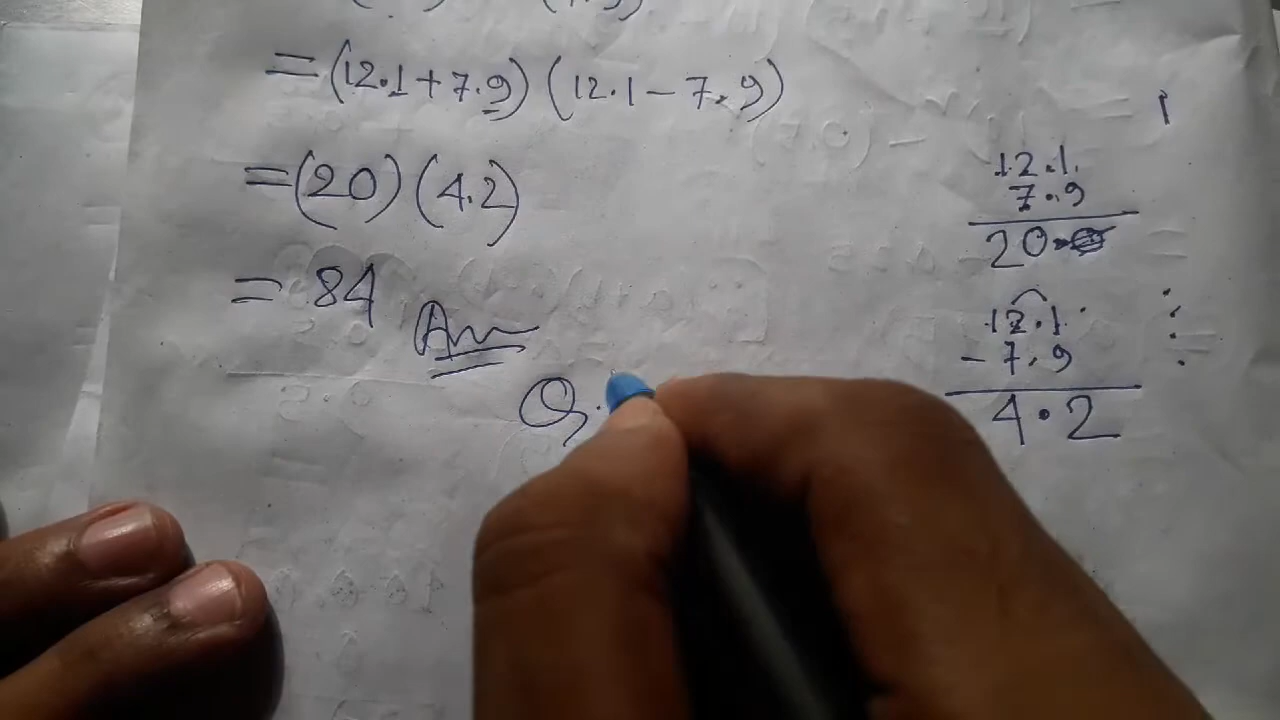 = (12.1 + 7.9) (12.1 - 7.9)
= (20) (4.2)
= 84 Ans
Q.
12.1
7.9
20.
12.1
- 7.9
4.2